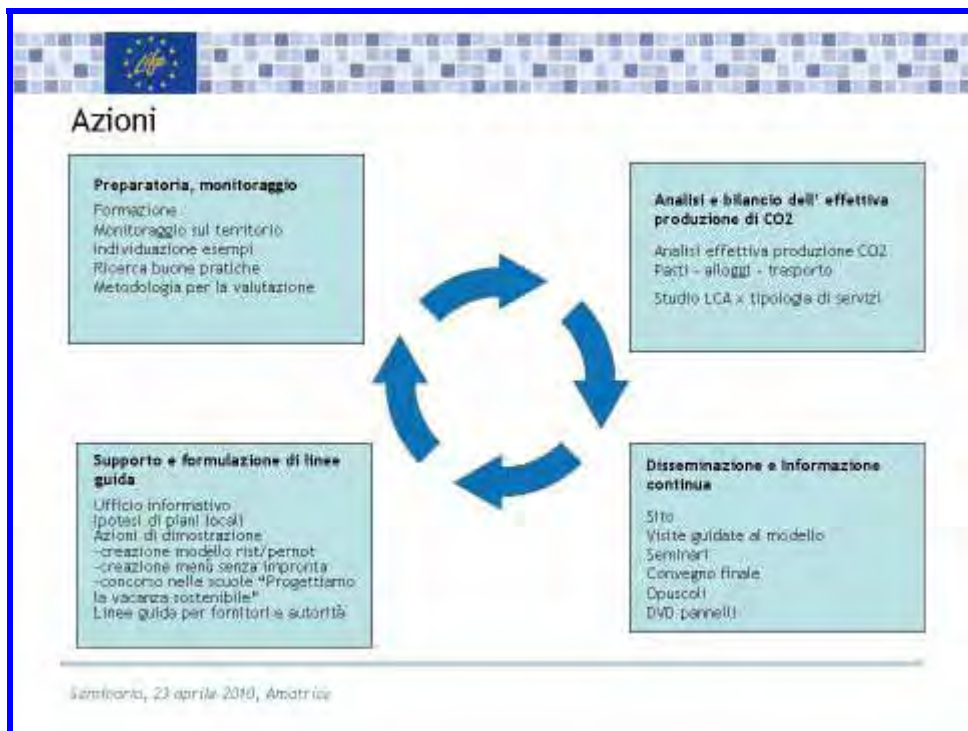 Life
Azioni
Preparatoria, monitoraggio
Formazione
Monitoraggio sul territorio
Individuazione esempi
Ricerca buone pratiche
Metodologia per la valutazione
Analisi e bilancio dell' effettiva
produzione di CO2
Analisi effettiva produzione CO2
Pasti - alloggi - trasporto
Studio LCA x tipologia di servizi
Supporto e formulazione di linee
guida
Ufficio informativo
Ipotesi di piani locali
Azioni di dimostrazione
-creazione modello rist/pernot
-creazione menù senza impronta
-concorso nelle scuole "Progettiamo
la vacanza sostenibile"
Linee guida per fornitori e autorità
Disseminazione e informazione
continua
Sito
Visite guidate al modello
Seminari
Convegno finale
Opuscoli
DVD pannelli
Seminario, 23 aprile 2010, Amatrice